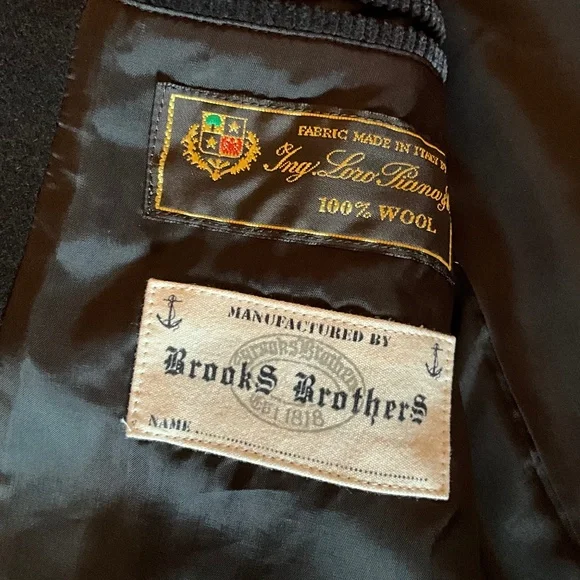 FABRIC MADE IN ITALY BY
Ing. Loro Piana &
100% WOOL
MANUFACTURED BY
Brooks Brothers
Brooks Brothers
Est 1818
NAME